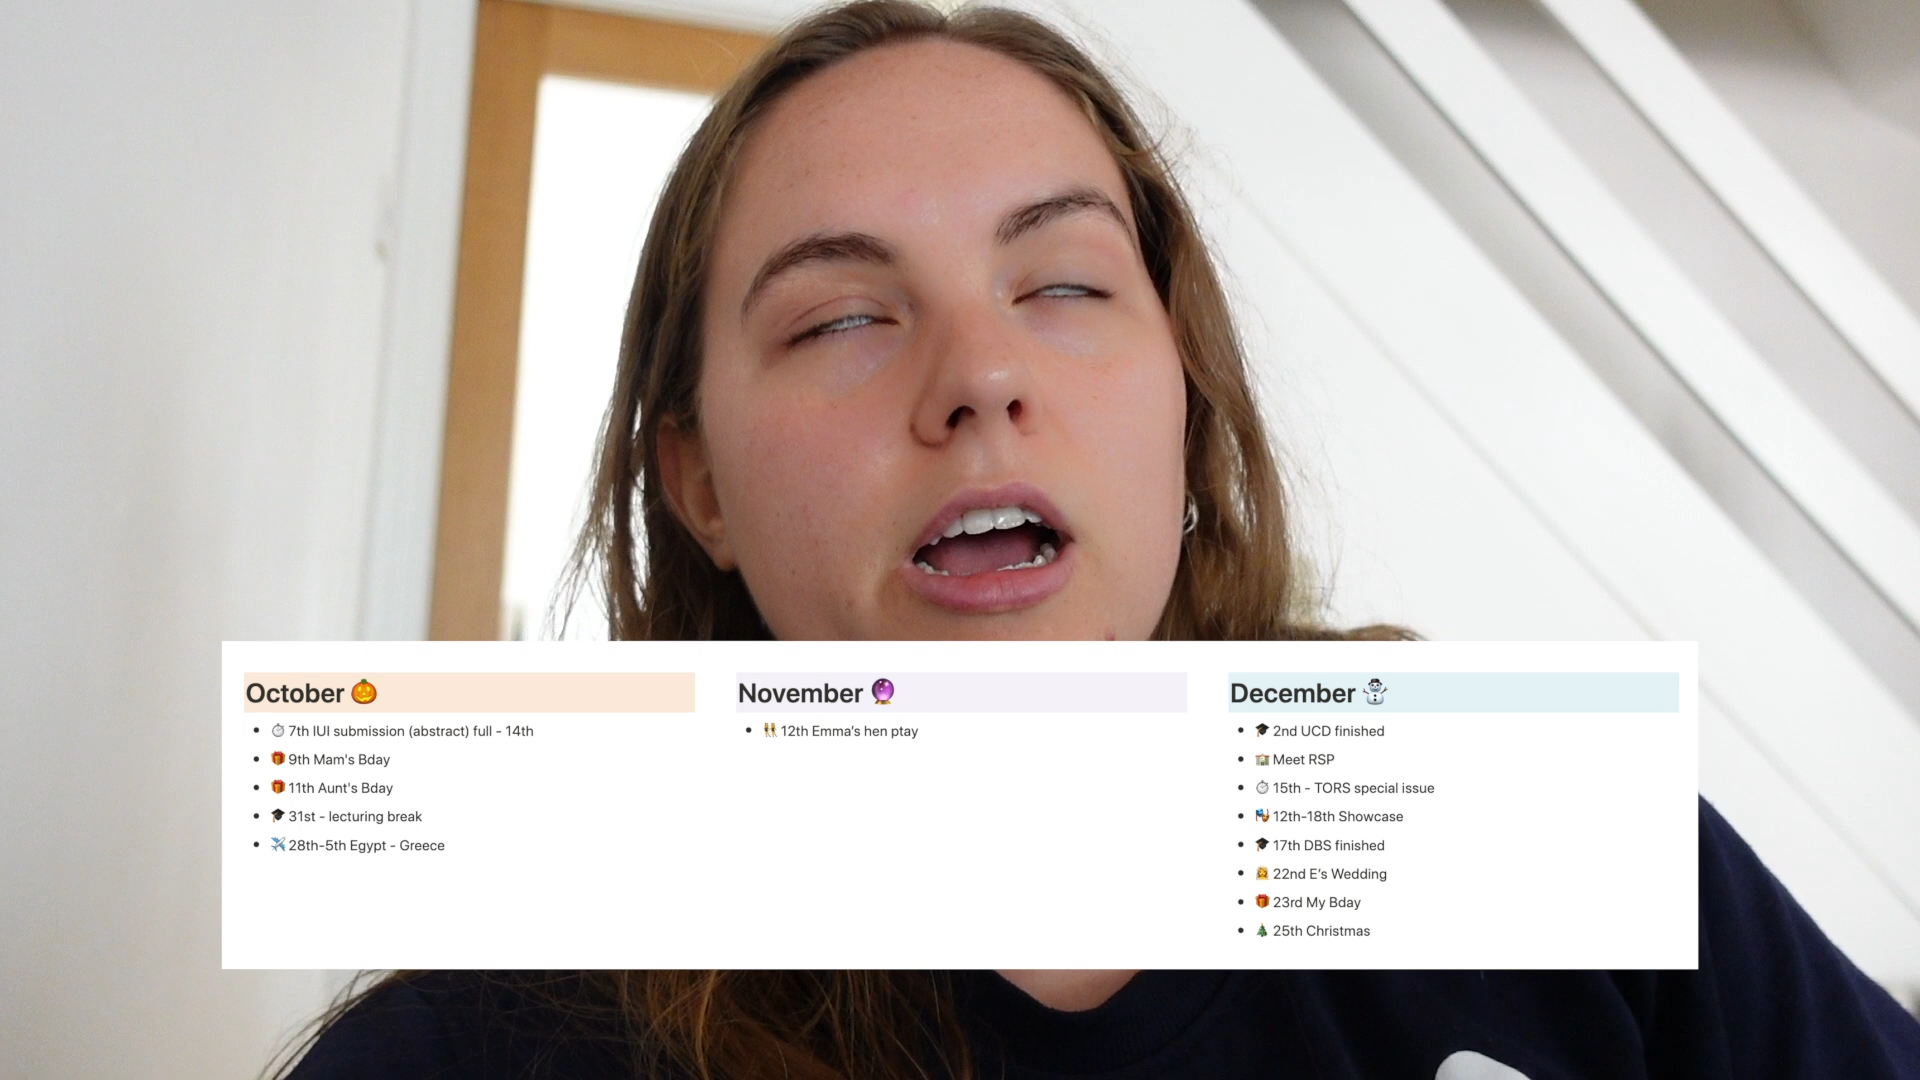 October 🎃
⏱️ 7th IUI submission (abstract) full - 14th
🎁 9th Mam's Bday
🎁 11th Aunt's Bday
🎓 31st - lecturing break
✈️ 28th-5th Egypt - Greece
November 🔮
👯 12th Emma's hen ptay
December ⛄
🎓 2nd UCD finished
🏫 Meet RSP
⏱️ 15th - TORS special issue
🎭 12th-18th Showcase
🎓 17th DBS finished
👰 22nd E's Wedding
🎁 23rd My Bday
🎄 25th Christmas